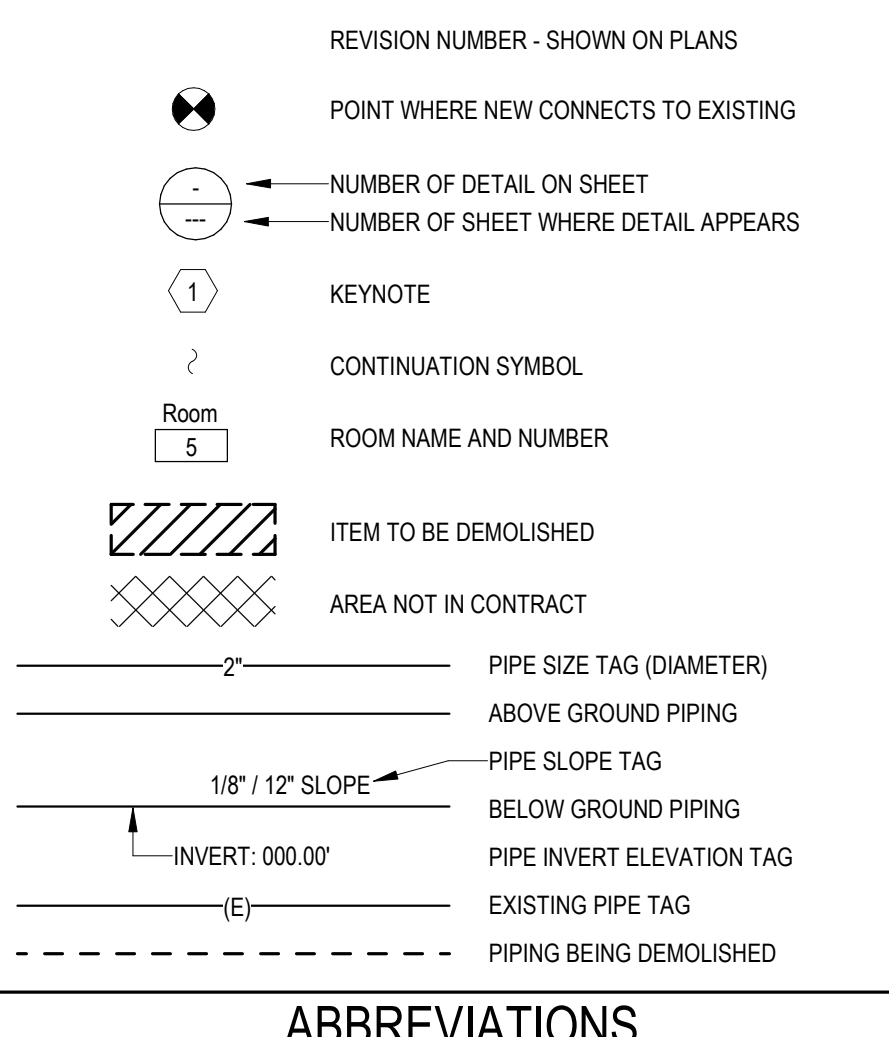 REVISION NUMBER - SHOWN ON PLANS
POINT WHERE NEW CONNECTS TO EXISTING
-
NUMBER OF DETAIL ON SHEET
---
NUMBER OF SHEET WHERE DETAIL APPEARS
1
KEYNOTE
CONTINUATION SYMBOL
Room
5
ROOM NAME AND NUMBER
ITEM TO BE DEMOLISHED
AREA NOT IN CONTRACT
2"
PIPE SIZE TAG (DIAMETER)
ABOVE GROUND PIPING
PIPE SLOPE TAG
1/8" / 12" SLOPE
BELOW GROUND PIPING
INVERT: 000.00'
PIPE INVERT ELEVATION TAG
(E)
EXISTING PIPE TAG
PIPING BEING DEMOLISHED
ABBREVIATIONS